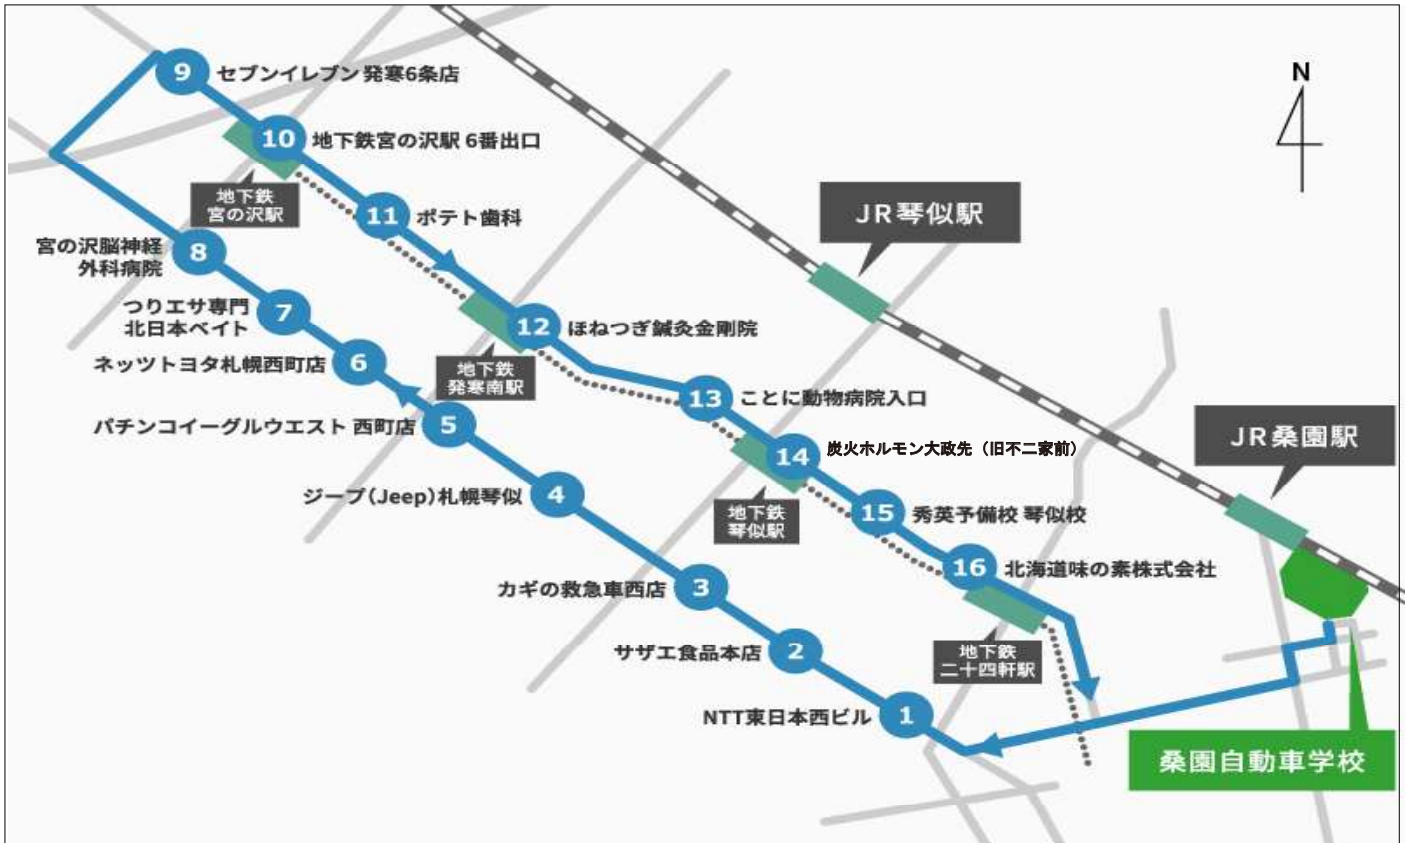 N
9 セブンイレブン発寒6条店
10 地下鉄宮の沢駅 6番出口
地下鉄
宮の沢駅
11 ポテト歯科
JR琴似駅
8 宮の沢脳神経
外科病院
7 つりエサ専門
北日本ベイト
12 ほねつぎ鍼灸金剛院
6 ネッツトヨタ札幌西町店
地下鉄
発寒南駅
13 ことに動物病院入口
5 パチンコイーグルウエスト 西町店
JR桑園駅
14 炭火ホルモン大政先（旧不二家前）
4 ジープ(Jeep)札幌琴似
地下鉄
琴似駅
15 秀英予備校 琴似校
16 北海道味の素株式会社
3 カギの救急車西店
2 サザエ食品本店
地下鉄
二十四軒駅
1 NTT東日本西ビル
桑園自動車学校